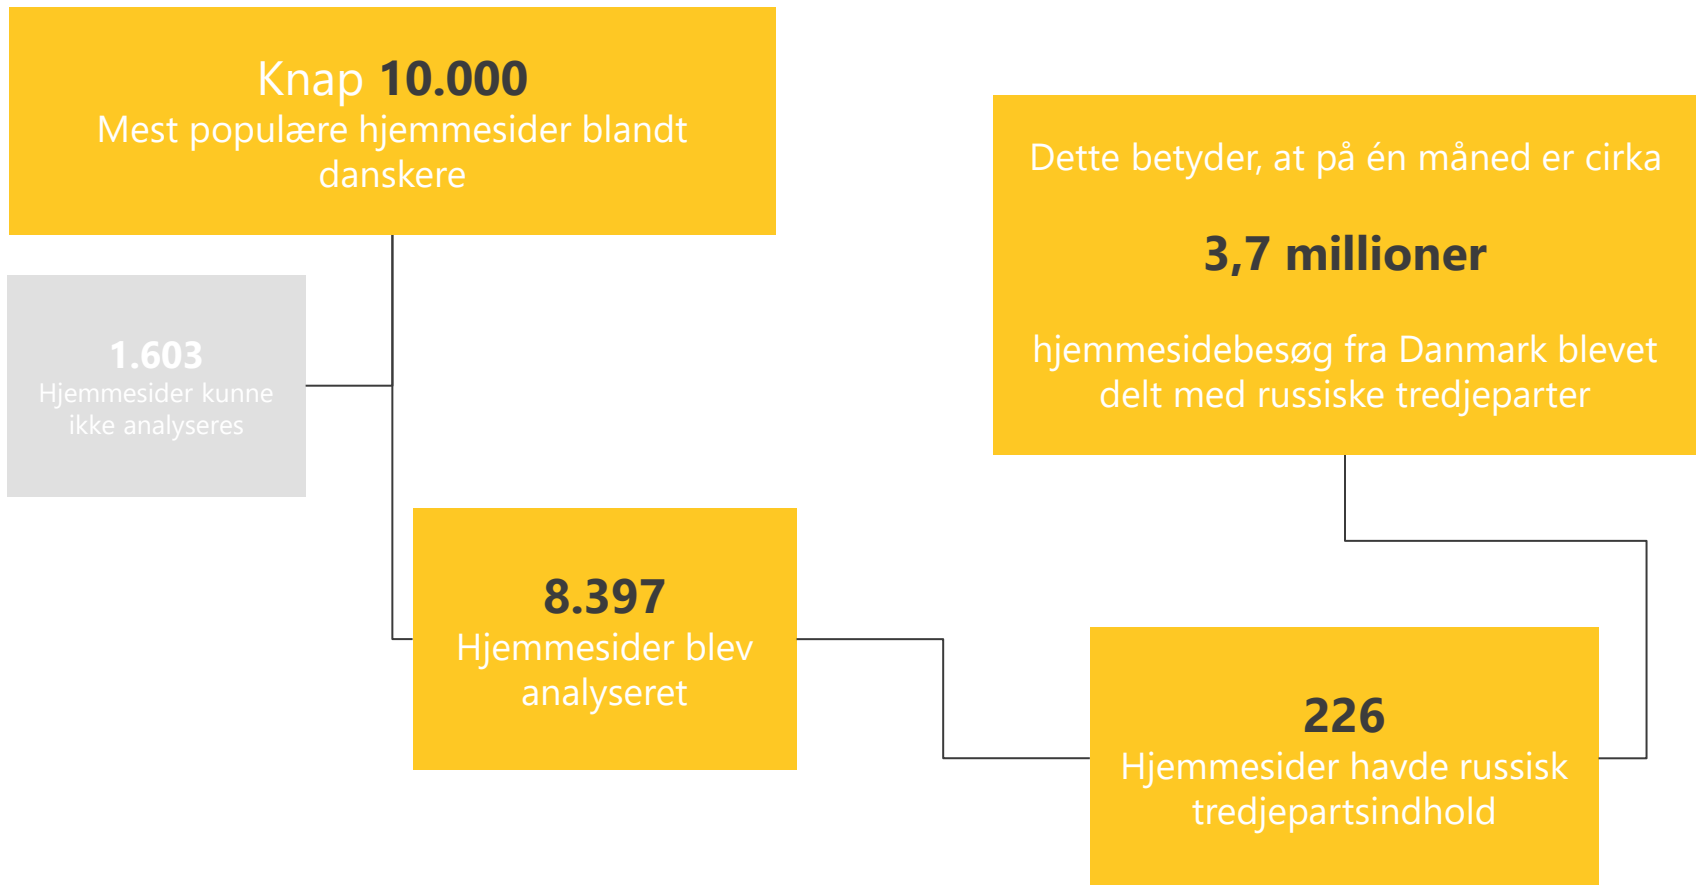 Knap 10.000
Mest populære hjemmesider blandt
danskere
1.603
Hjemmesider kunne
ikke analyseres
8.397
Hjemmesider blev
analyseret
226
Hjemmesider havde russisk
tredjepartsindhold
Dette betyder, at på én måned er cirka
3,7 millioner
hjemmesidebesøg fra Danmark blevet
delt med russiske tredjeparter